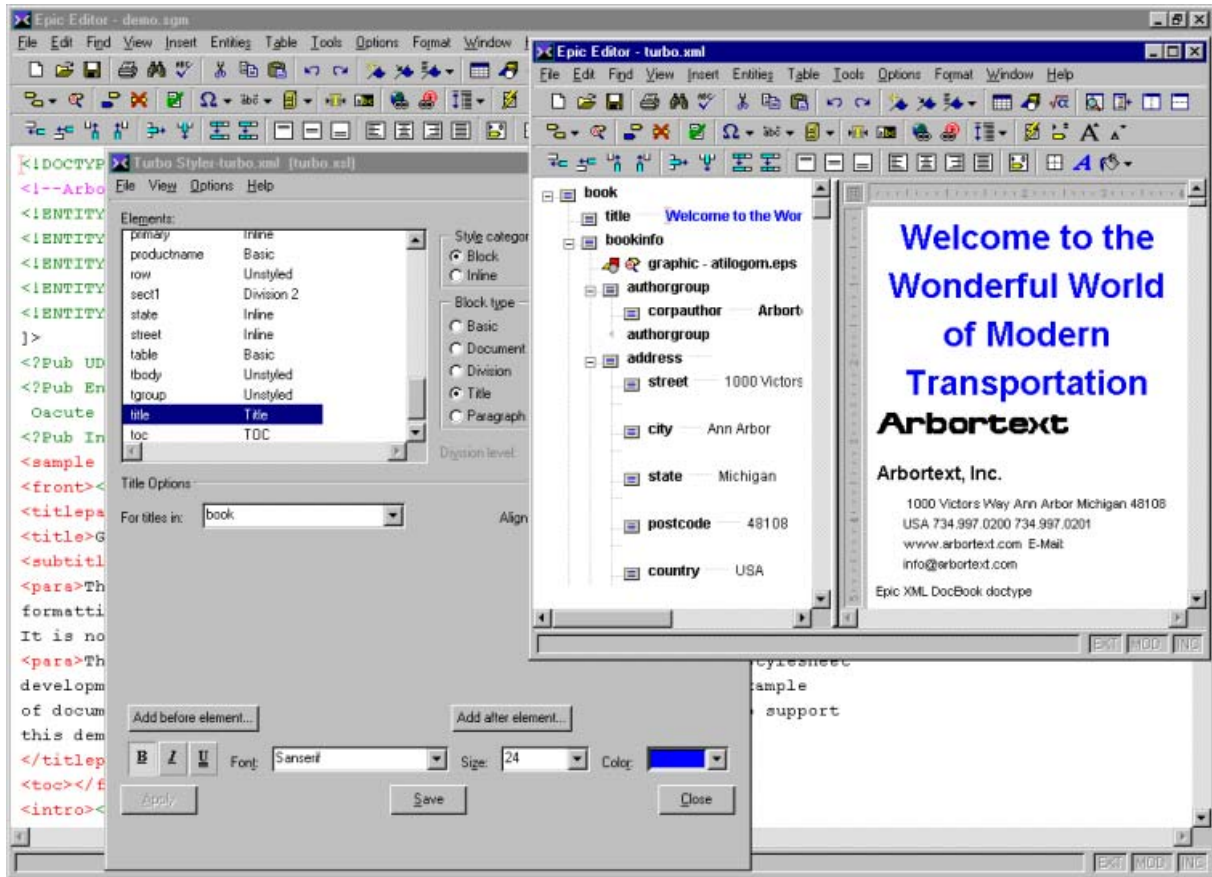 Epic Editor - demo.sgm
File Edit Find View Insert Entities Table Tools Options Format Window
<!DOCTYP
<!--Arbo
<!ENTITY
<!ENTITY
<!ENTITY
<!ENTITY
<!ENTITY
]>
<?Pub UD
<?Pub En
Oacute
<?Pub In
<sample
<front><
<titlepa
<title>G
<subtitl
<para>Th
formatti
It is no
<para>Th
developm
of docum
this dem
</titlep
<toc></f
<intro><
tylesheet
ample
support
EXT MOD ING
Turbo Styler-turbo.xml [turbo.xsl]
File View Options Help
Elements:
primary Inline
productname Basic
row Unstyled
sect1 Division 2
state Inline
street Inline
table Basic
tbody Unstyled
tgroup Unstyled
title Title
toc TOC
Style categor
Block
Inline
Block type
Basic
Document
Division
Title
Paragraph
Division level:
Title Options
For titles in: book
Align
Add before element... Add after element...
B I U Font: Sanserif Size: 24 Color:
Apply Save Close
Epic Editor - turbo.xml
File Edit Find View Insert Entities Table Tools Options Format Window Help
book
title Welcome to the Wor
bookinfo
graphic - atilogom.eps
authorgroup
corpauthor Arbort
authorgroup
address
street 1000 Victors
city Ann Arbor
state Michigan
postcode 48108
country USA
Welcome to the
Wonderful World
of Modern
Transportation
Arbortext
Arbortext, Inc.
1000 Victors Way Ann Arbor Michigan 48108
USA 734.997.0200 734.997.0201
www.arbortext.com E-Mail:
info@arbortext.com
Epic XML DocBook doctype
EXT MOD ING